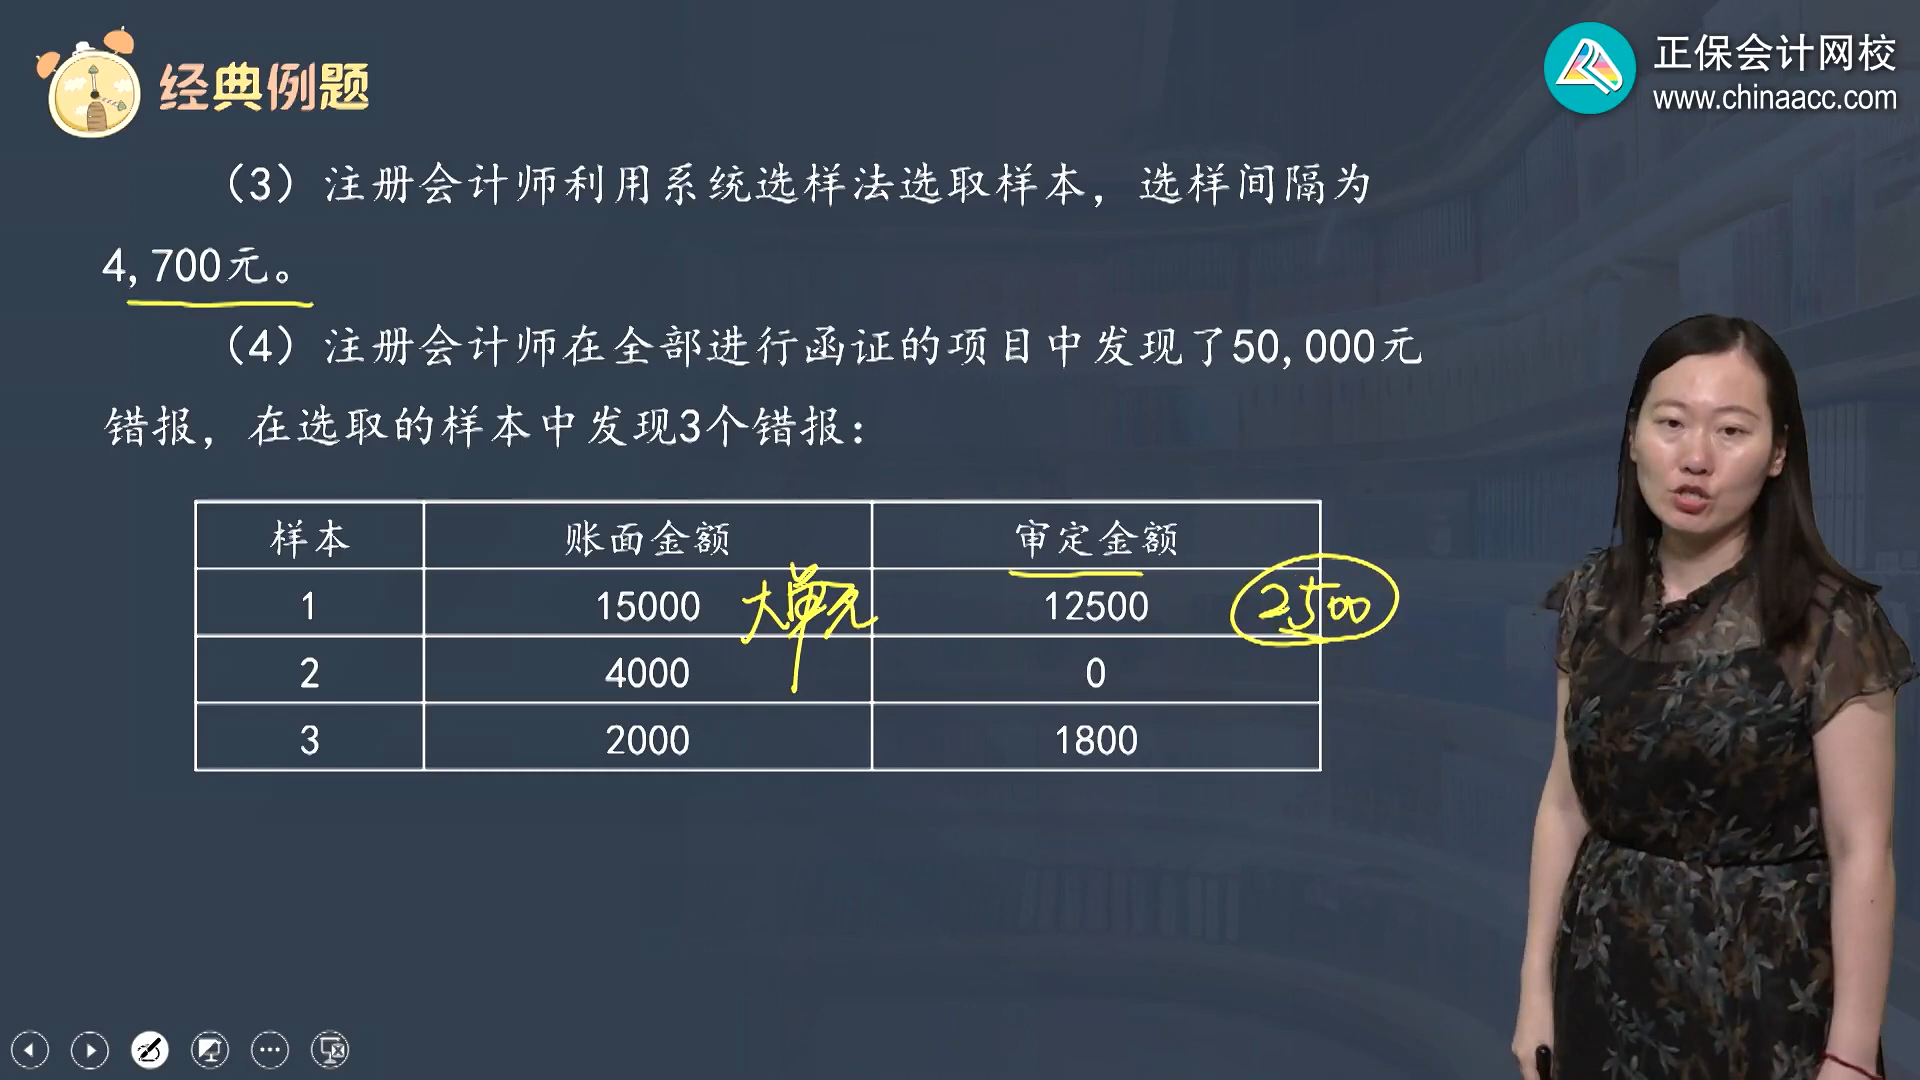 经典例题
正保会计网校
www.chinaacc.com
（3）注册会计师利用系统选样法选取样本，选样间隔为
4,700元。
（4）注册会计师在全部进行函证的项目中发现了50,000元
错报，在选取的样本中发现3个错报：
样本 账面金额 审定金额
1 15000 大单元 12500 2500
2 4000 0
3 2000 1800